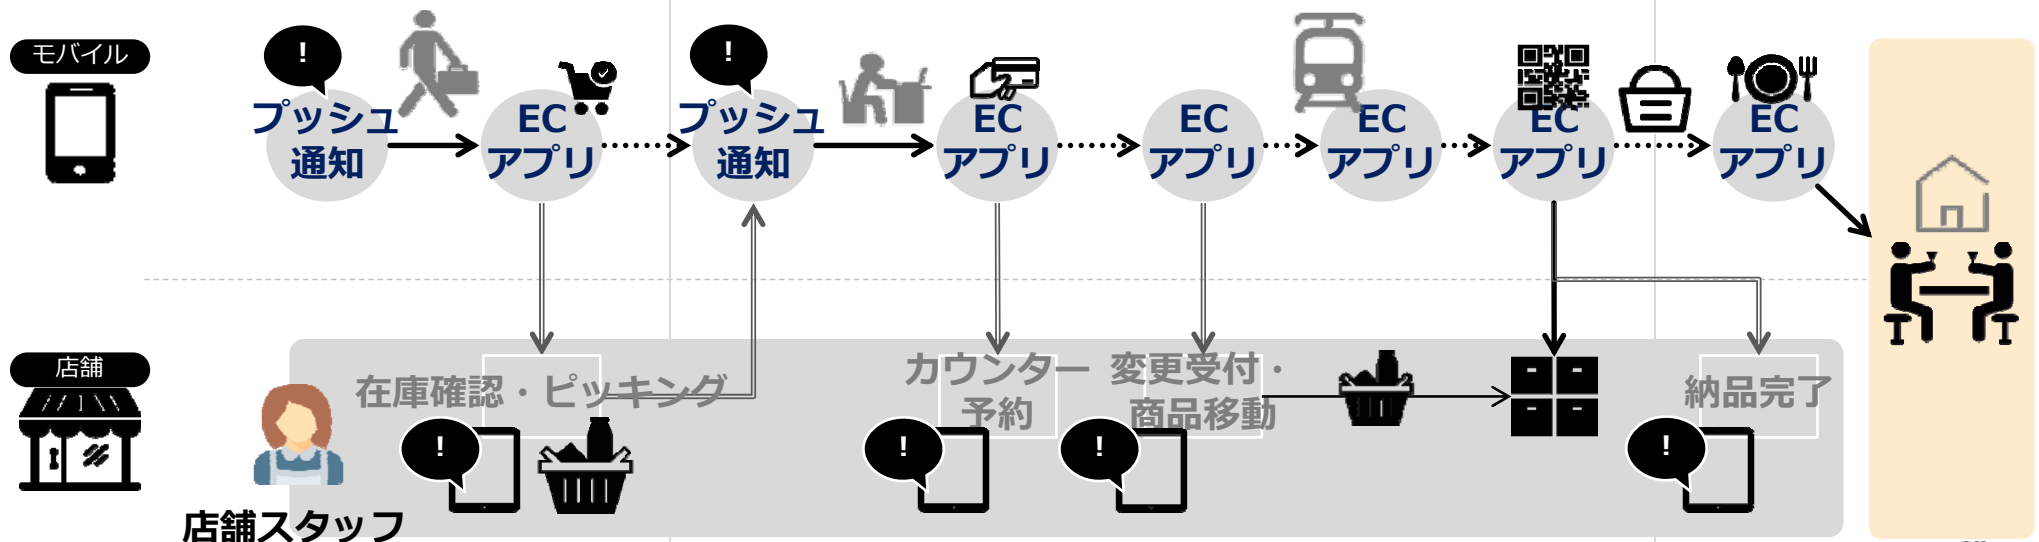 モバイル
!
プッシュ
通知
EC
アプリ
!
プッシュ
通知
EC
アプリ
EC
アプリ
EC
アプリ
EC
アプリ
EC
アプリ
店舗
店舗スタッフ
在庫確認・ピッキング
!
カウンター
予約
!
変更受付・
商品移動
!
納品完了
!